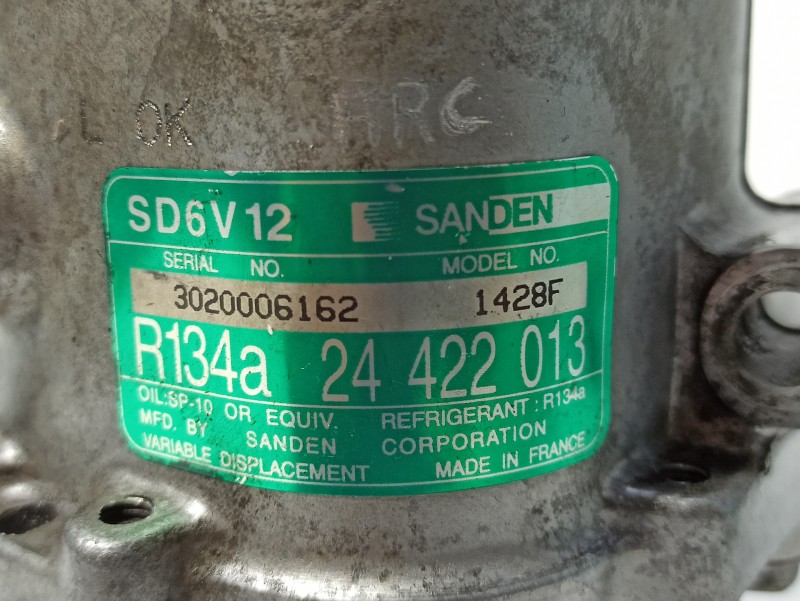 L OK ARC
SD6V12 SANDEN
SERIAL NO. MODEL NO.
3020006162 1428F
R134a 24 422 013
OIL:SP-10 OR EQUIV. REFRIGERANT : R134a
MFD. BY SANDEN CORPORATION
VARIABLE DISPLACEMENT MADE IN FRANCE